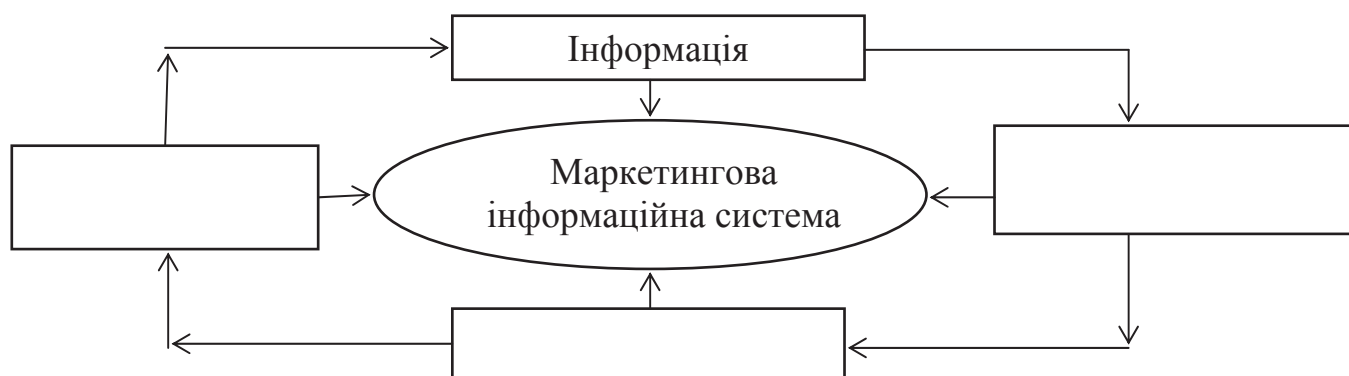 Інформація
Маркетингова
інформаційна система